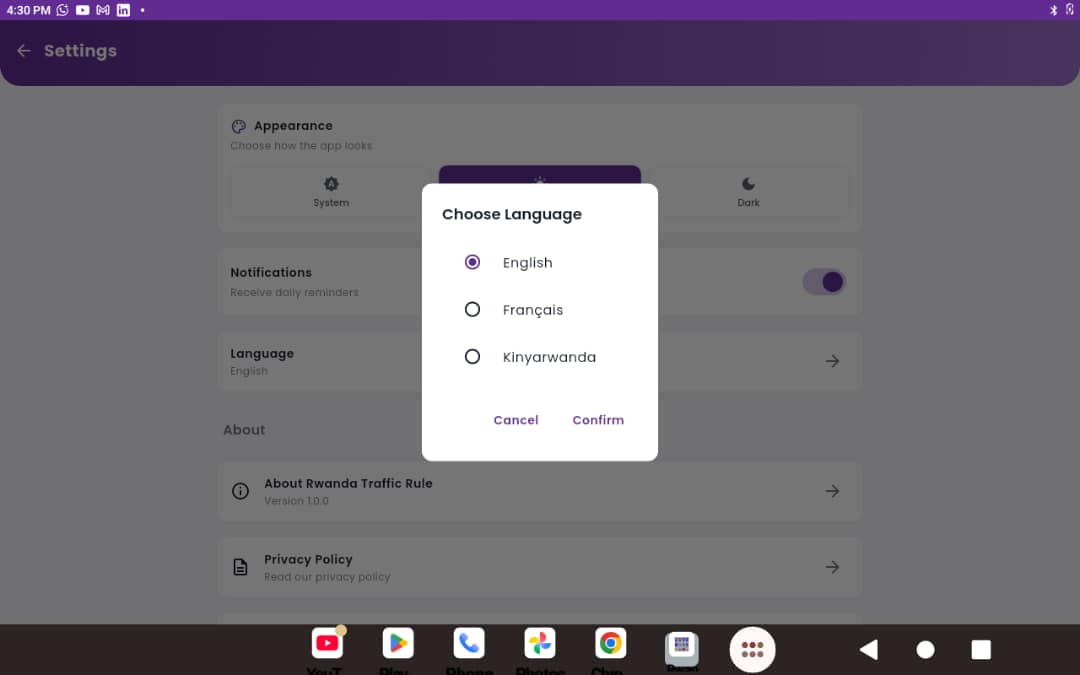 4:30 PM
Settings
Appearance
Choose how the app looks
System
Dark
Choose Language
English
Français
Kinyarwanda
Cancel
Confirm
Notifications
Receive daily reminders
Language
English
About
About Rwanda Traffic Rule
Version 1.0.0
Privacy Policy
Read our privacy policy